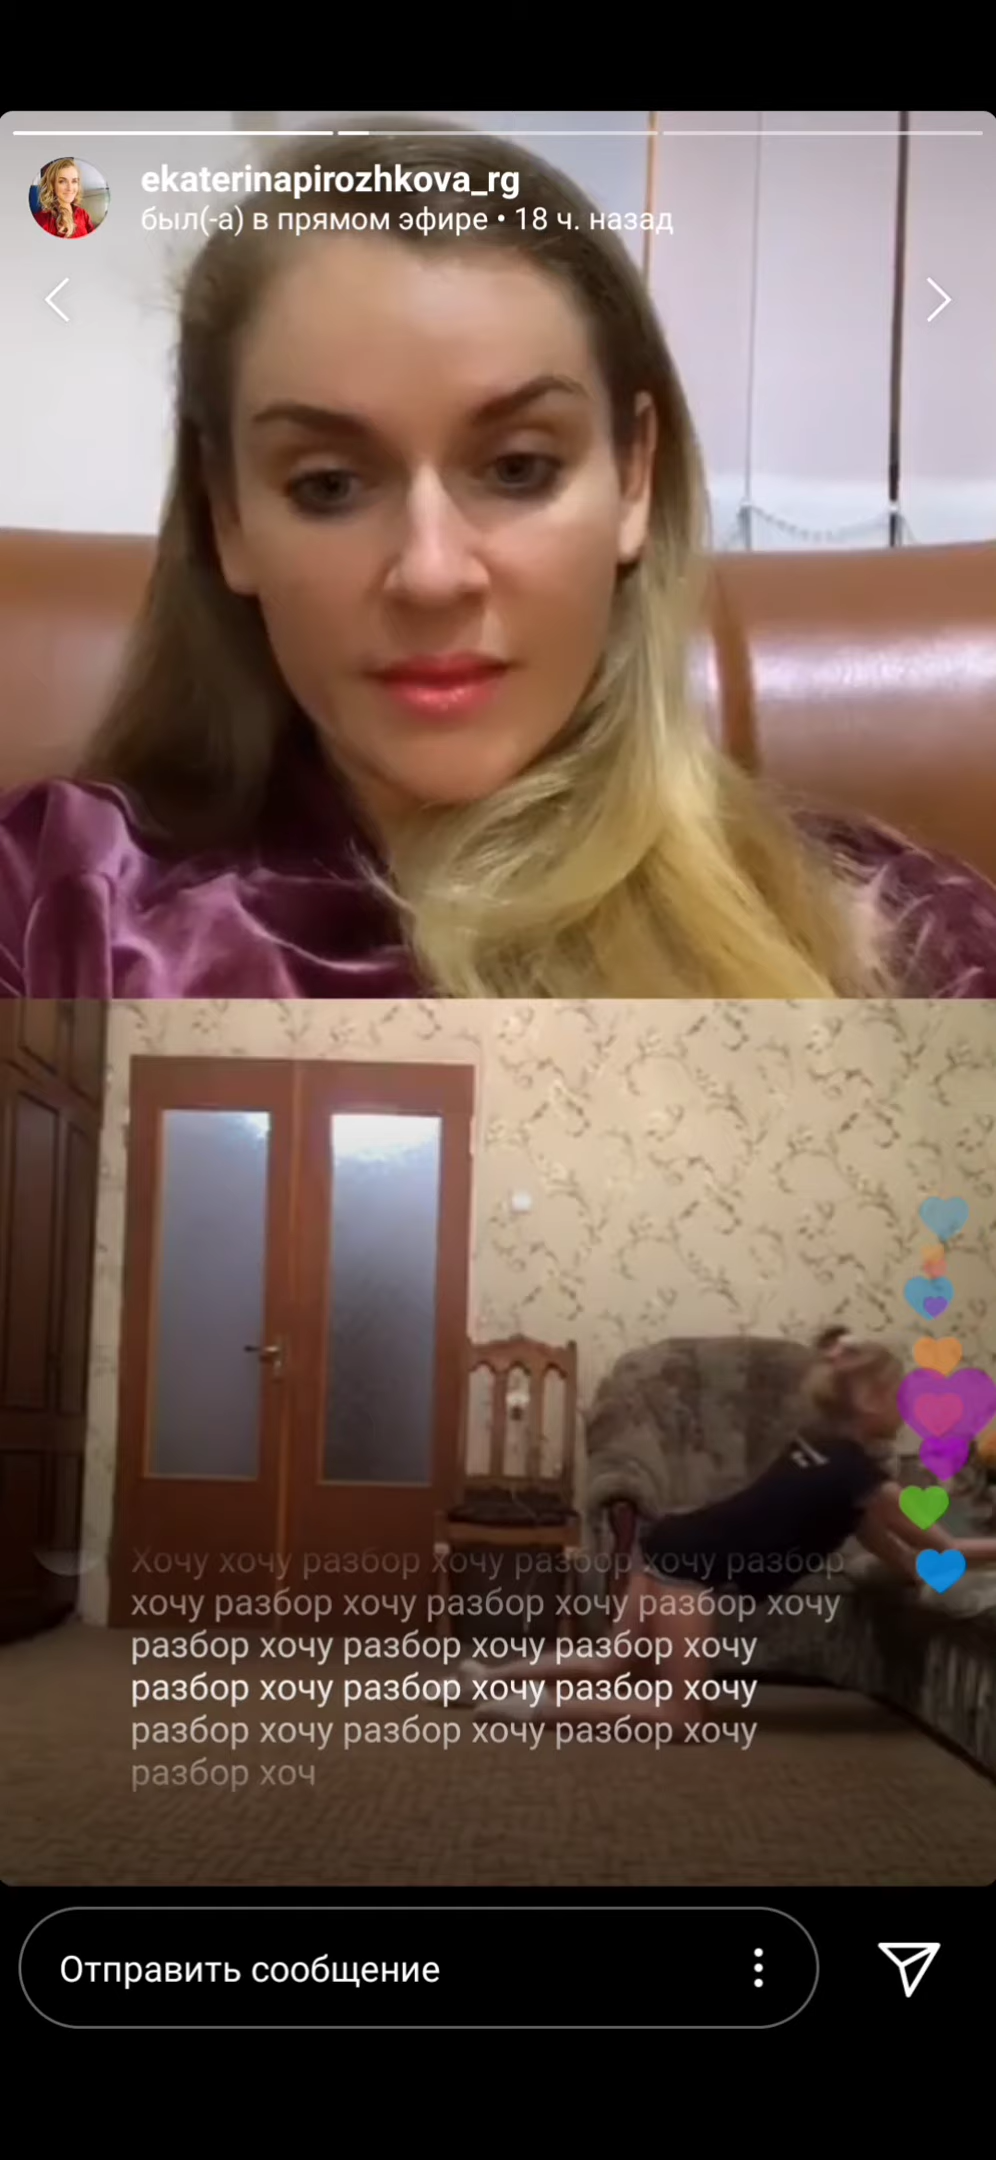 ekaterinapirozhkova_rg
был(-а) в прямом эфире • 18 ч. назад
Хочу хочу разбор хочу разбор хочу разбор
хочу разбор хочу разбор хочу разбор хочу
разбор хочу разбор хочу разбор хочу
разбор хочу разбор хочу разбор хочу
разбор хочу разбор хочу разбор хочу
разбор хоч
Отправить сообщение